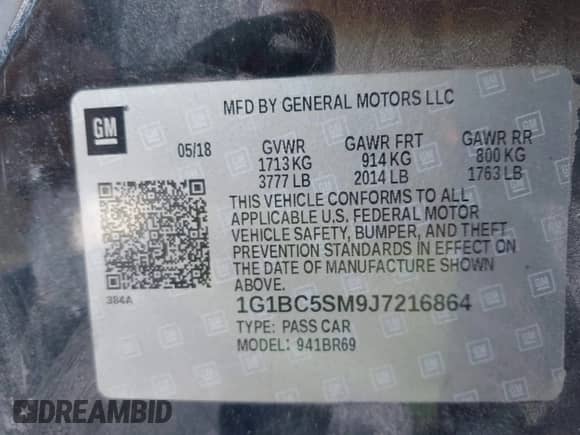 MFD BY GENERAL MOTORS LLC
GM
05/18 GVWR GAWR FRT GAWR RR
1713 KG 914 KG 800 KG
3777 LB 2014 LB 1763 LB
THIS VEHICLE CONFORMS TO ALL
APPLICABLE U.S. FEDERAL MOTOR
VEHICLE SAFETY, BUMPER, AND THEFT
PREVENTION STANDARDS IN EFFECT ON
THE DATE OF MANUFACTURE SHOWN
ABOVE.
384A
1G1BC5SM9J7216864
TYPE: PASS CAR
MODEL: 941BR69
DREAMBID